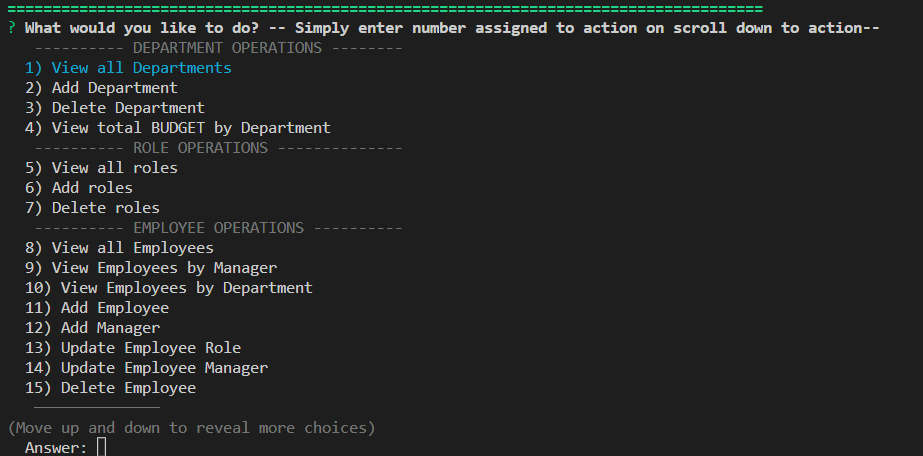 ====================================================================================
? What would you like to do? -- Simply enter number assigned to action on scroll down to action--
---------- DEPARTMENT OPERATIONS --------
1) View all Departments
2) Add Department
3) Delete Department
4) View total BUDGET by Department
---------- ROLE OPERATIONS --------------
5) View all roles
6) Add roles
7) Delete roles
---------- EMPLOYEE OPERATIONS ----------
8) View all Employees
9) View Employees by Manager
10) View Employees by Department
11) Add Employee
12) Add Manager
13) Update Employee Role
14) Update Employee Manager
15) Delete Employee
──────────────
(Move up and down to reveal more choices)
Answer: